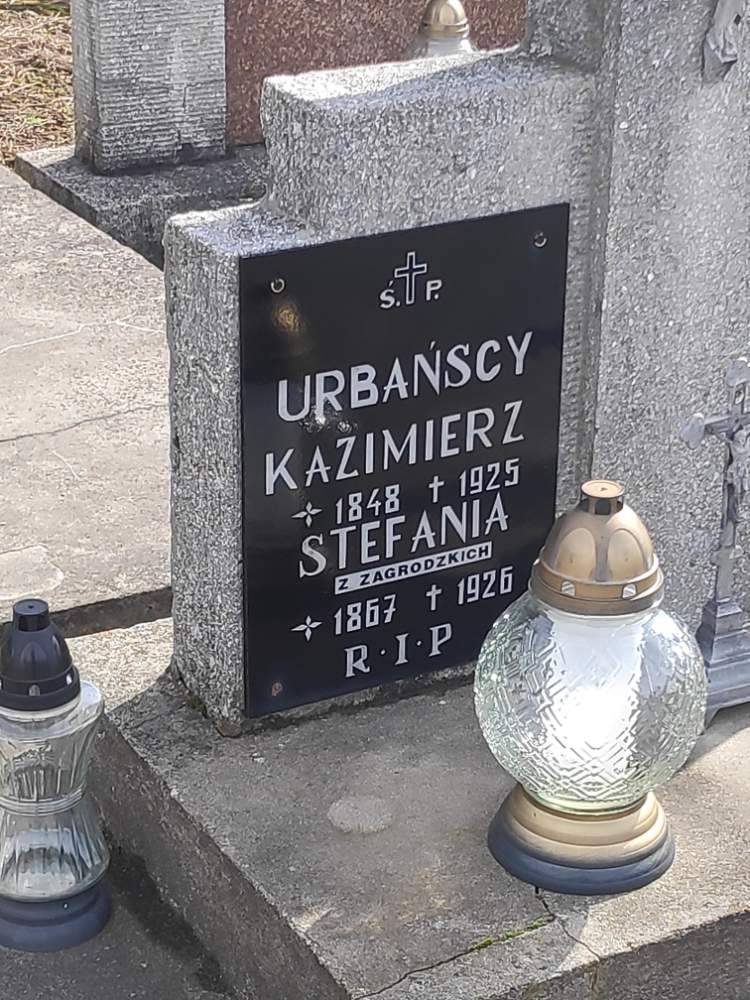 Ś. P.
URBAŃSCY
KAZIMIERZ
1848 † 1925
STEFANIA
Z ZAGRODZKICH
1867 † 1926
R·I·P